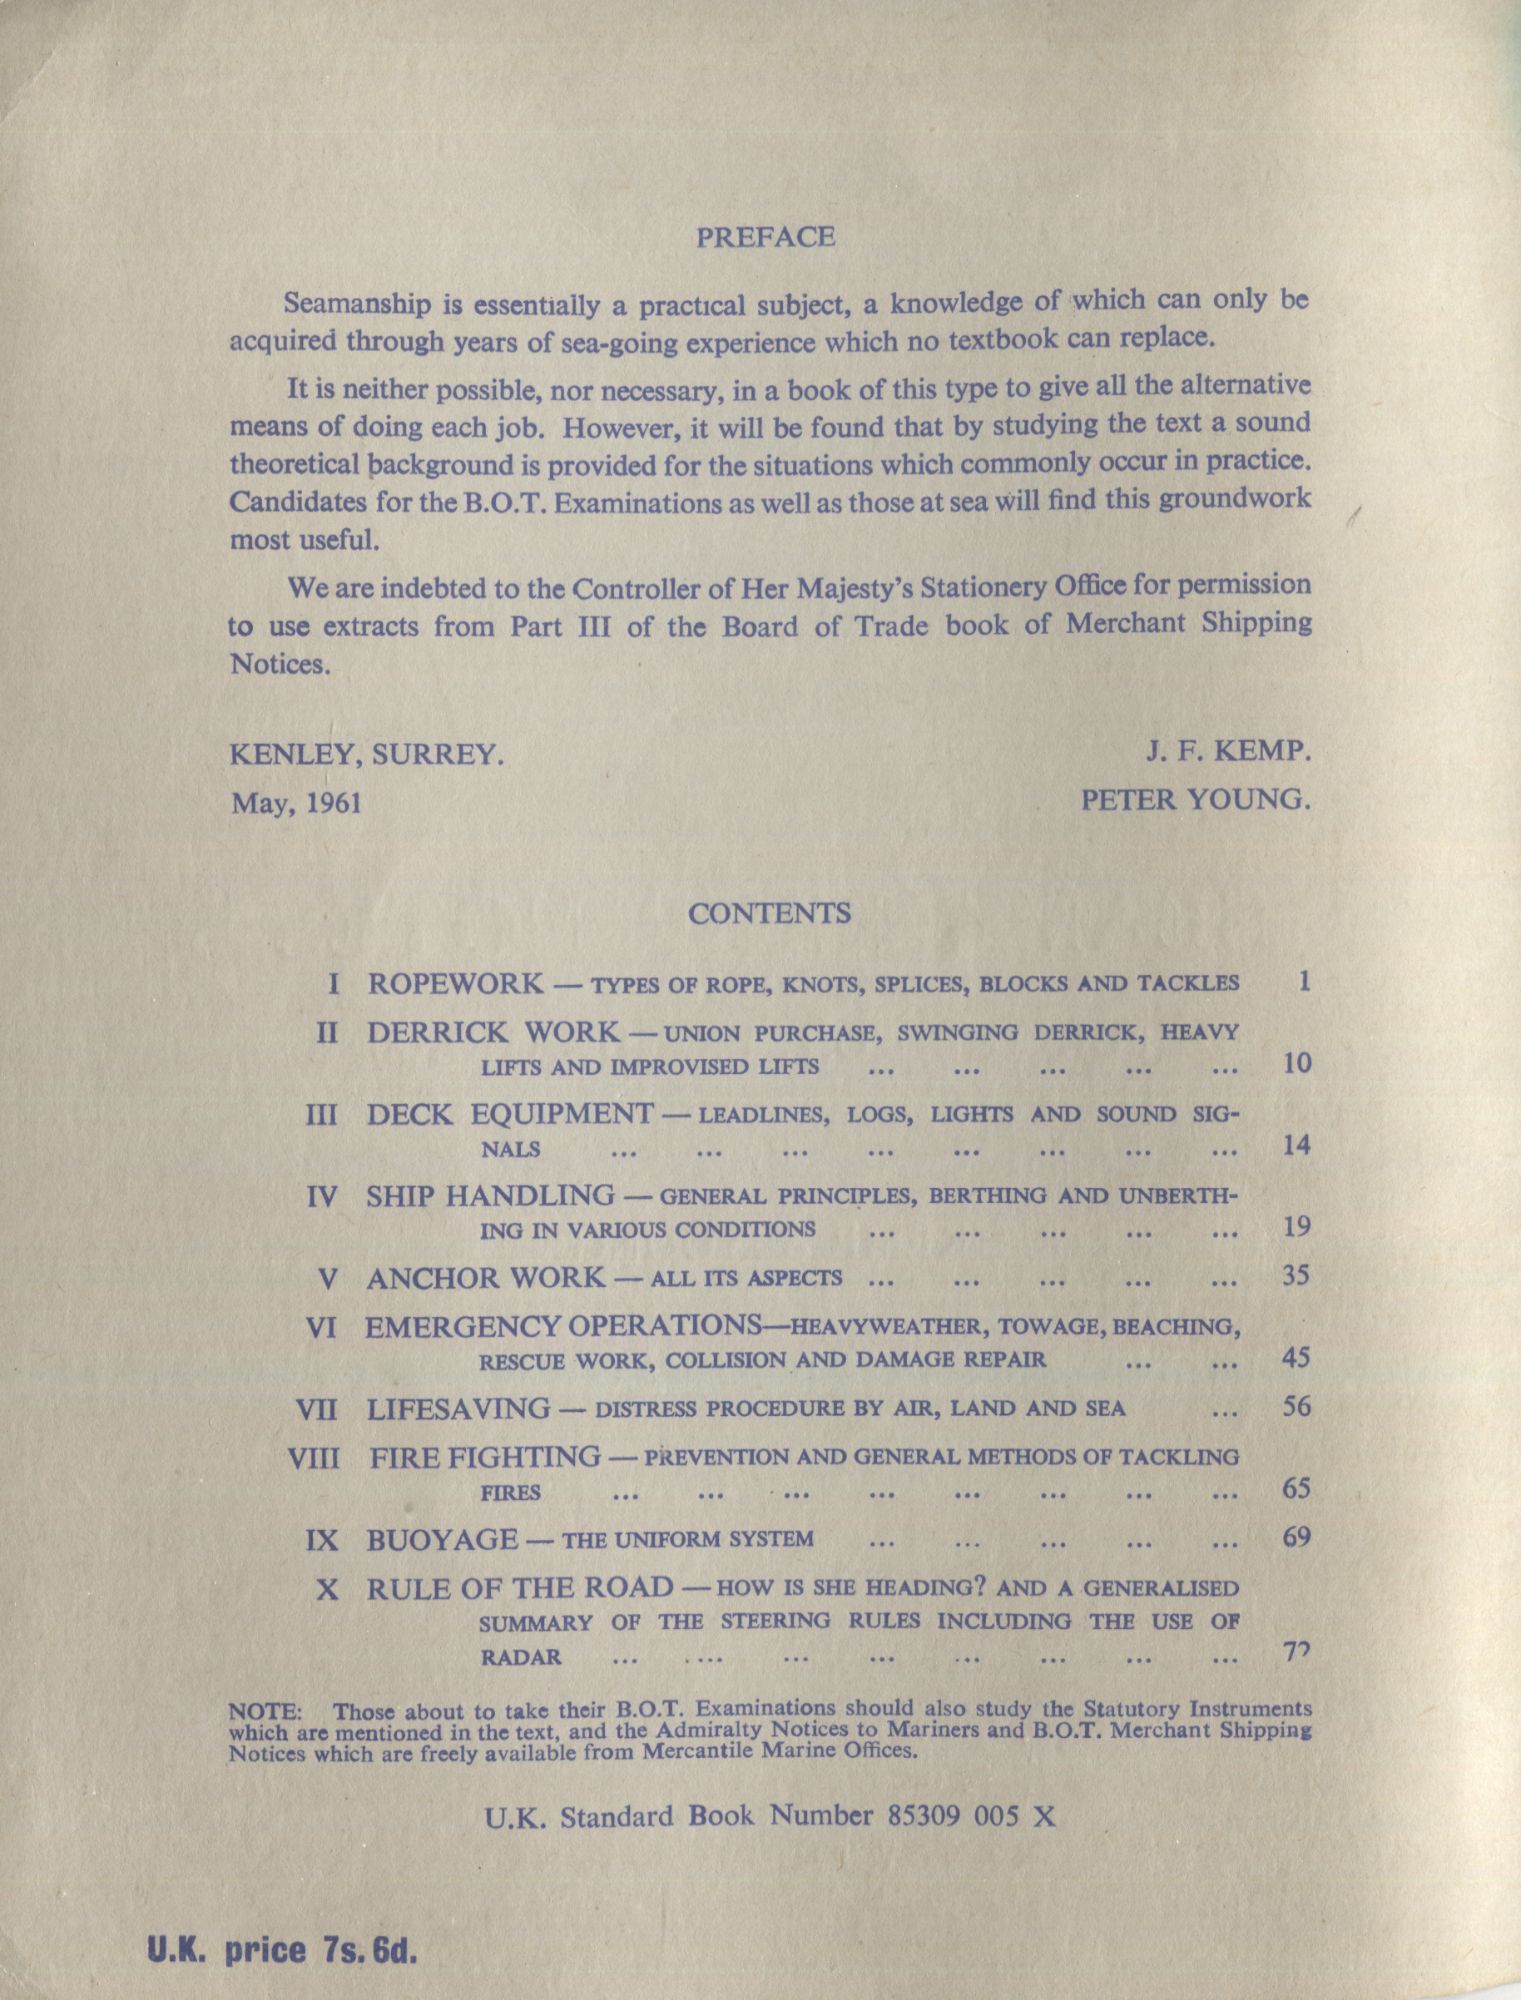 PREFACE
Seamanship is essentially a practical subject, a knowledge of which can only be
acquired through years of sea-going experience which no textbook can replace.
It is neither possible, nor necessary, in a book of this type to give all the alternative
means of doing each job. However, it will be found that by studying the text a sound
theoretical background is provided for the situations which commonly occur in practice.
Candidates for the B.O.T. Examinations as well as those at sea will find this groundwork
most useful.
We are indebted to the Controller of Her Majesty's Stationery Office for permission
to use extracts from Part III of the Board of Trade book of Merchant Shipping
Notices.
KENLEY, SURREY. J. F. KEMP.
May, 1961 PETER YOUNG.
CONTENTS
I ROPEWORK — TYPES OF ROPE, KNOTS, SPLICES, BLOCKS AND TACKLES 1
II DERRICK WORK — UNION PURCHASE, SWINGING DERRICK, HEAVY
LIFTS AND IMPROVISED LIFTS ... ... ... ... ... 10
III DECK EQUIPMENT — LEADLINES, LOGS, LIGHTS AND SOUND SIG-
NALS ... ... ... ... ... ... ... ... 14
IV SHIP HANDLING — GENERAL PRINCIPLES, BERTHING AND UNBERTH-
ING IN VARIOUS CONDITIONS ... ... ... ... ... 19
V ANCHOR WORK — ALL ITS ASPECTS ... ... ... ... ... 35
VI EMERGENCY OPERATIONS—HEAVYWEATHER, TOWAGE, BEACHING,
RESCUE WORK, COLLISION AND DAMAGE REPAIR ... ... 45
VII LIFESAVING — DISTRESS PROCEDURE BY AIR, LAND AND SEA ... 56
VIII FIRE FIGHTING — PREVENTION AND GENERAL METHODS OF TACKLING
FIRES ... ... ... ... ... ... ... ... 65
IX BUOYAGE — THE UNIFORM SYSTEM ... ... ... ... ... 69
X RULE OF THE ROAD — HOW IS SHE HEADING? AND A GENERALISED
SUMMARY OF THE STEERING RULES INCLUDING THE USE OF
RADAR ... ... ... ... ... ... ... ...
NOTE: Those about to take their B.O.T. Examinations should also study the Statutory Instruments
which are mentioned in the text, and the Admiralty Notices to Mariners and B.O.T. Merchant Shipping
Notices which are freely available from Mercantile Marine Offices.
U.K. Standard Book Number 85309 005 X
U.K. price 7s. 6d.